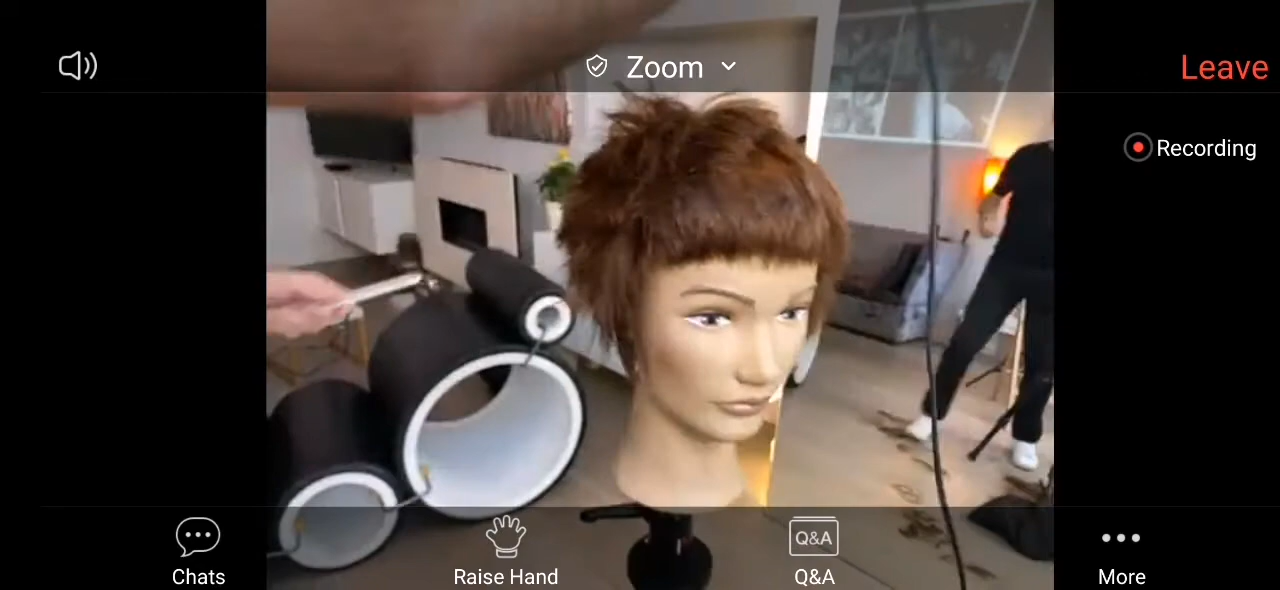 Zoom
Leave
Recording
Chats
Raise Hand
Q&A
Q&A
More